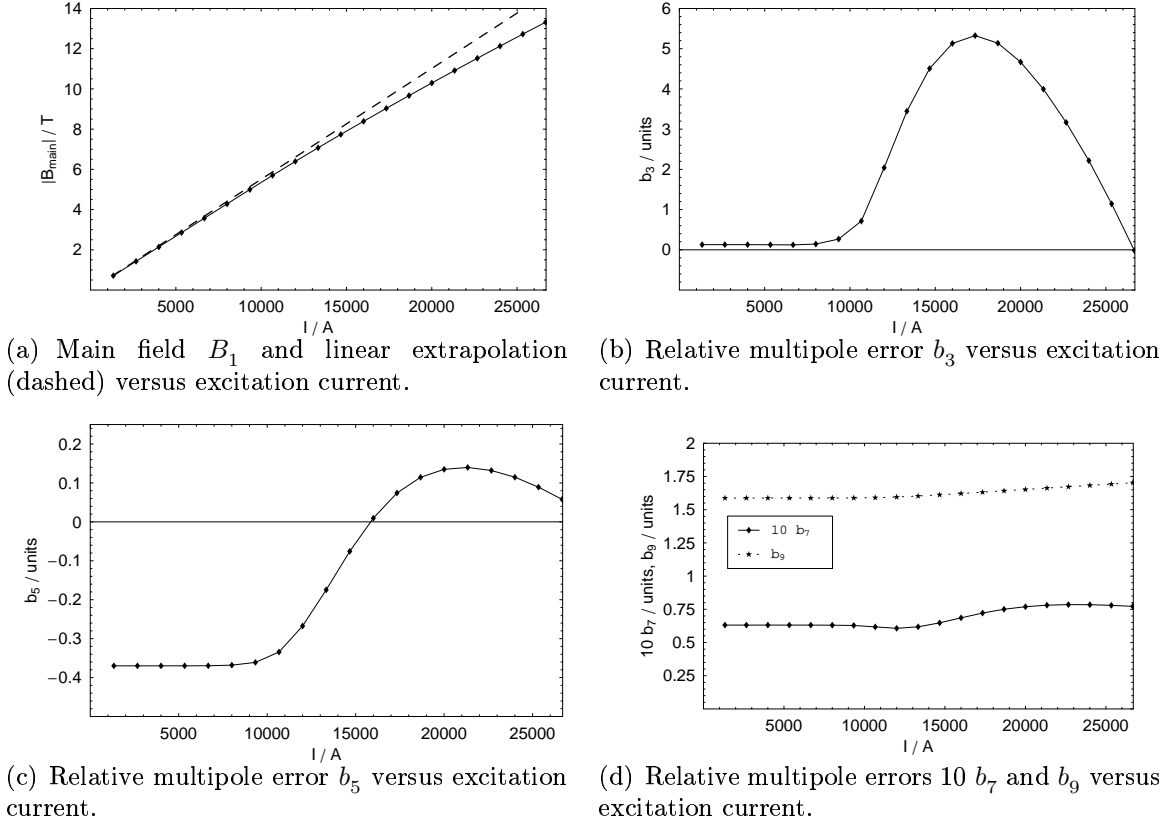 14
12
10
8
6
4
2
|B_main| / T
5000 10000 15000 20000 25000
I / A
(a) Main field B_1 and linear extrapolation
(dashed) versus excitation current.
6
5
4
3
2
1
0
b_3 / units
5000 10000 15000 20000 25000
I / A
(b) Relative multipole error b_3 versus excitation
current.
0.2
0.1
0
−0.1
−0.2
−0.3
−0.4
b_5 / units
5000 10000 15000 20000 25000
I / A
(c) Relative multipole error b_5 versus excitation
current.
2
1.75
1.5
1.25
1
0.75
0.5
0.25
10 b_7 / units, b_9 / units
10 b_7
b_9
5000 10000 15000 20000 25000
I / A
(d) Relative multipole errors 10 b_7 and b_9 versus
excitation current.